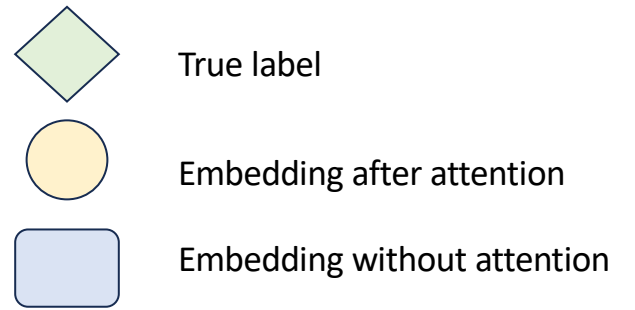 True label
Embedding after attention
Embedding without attention